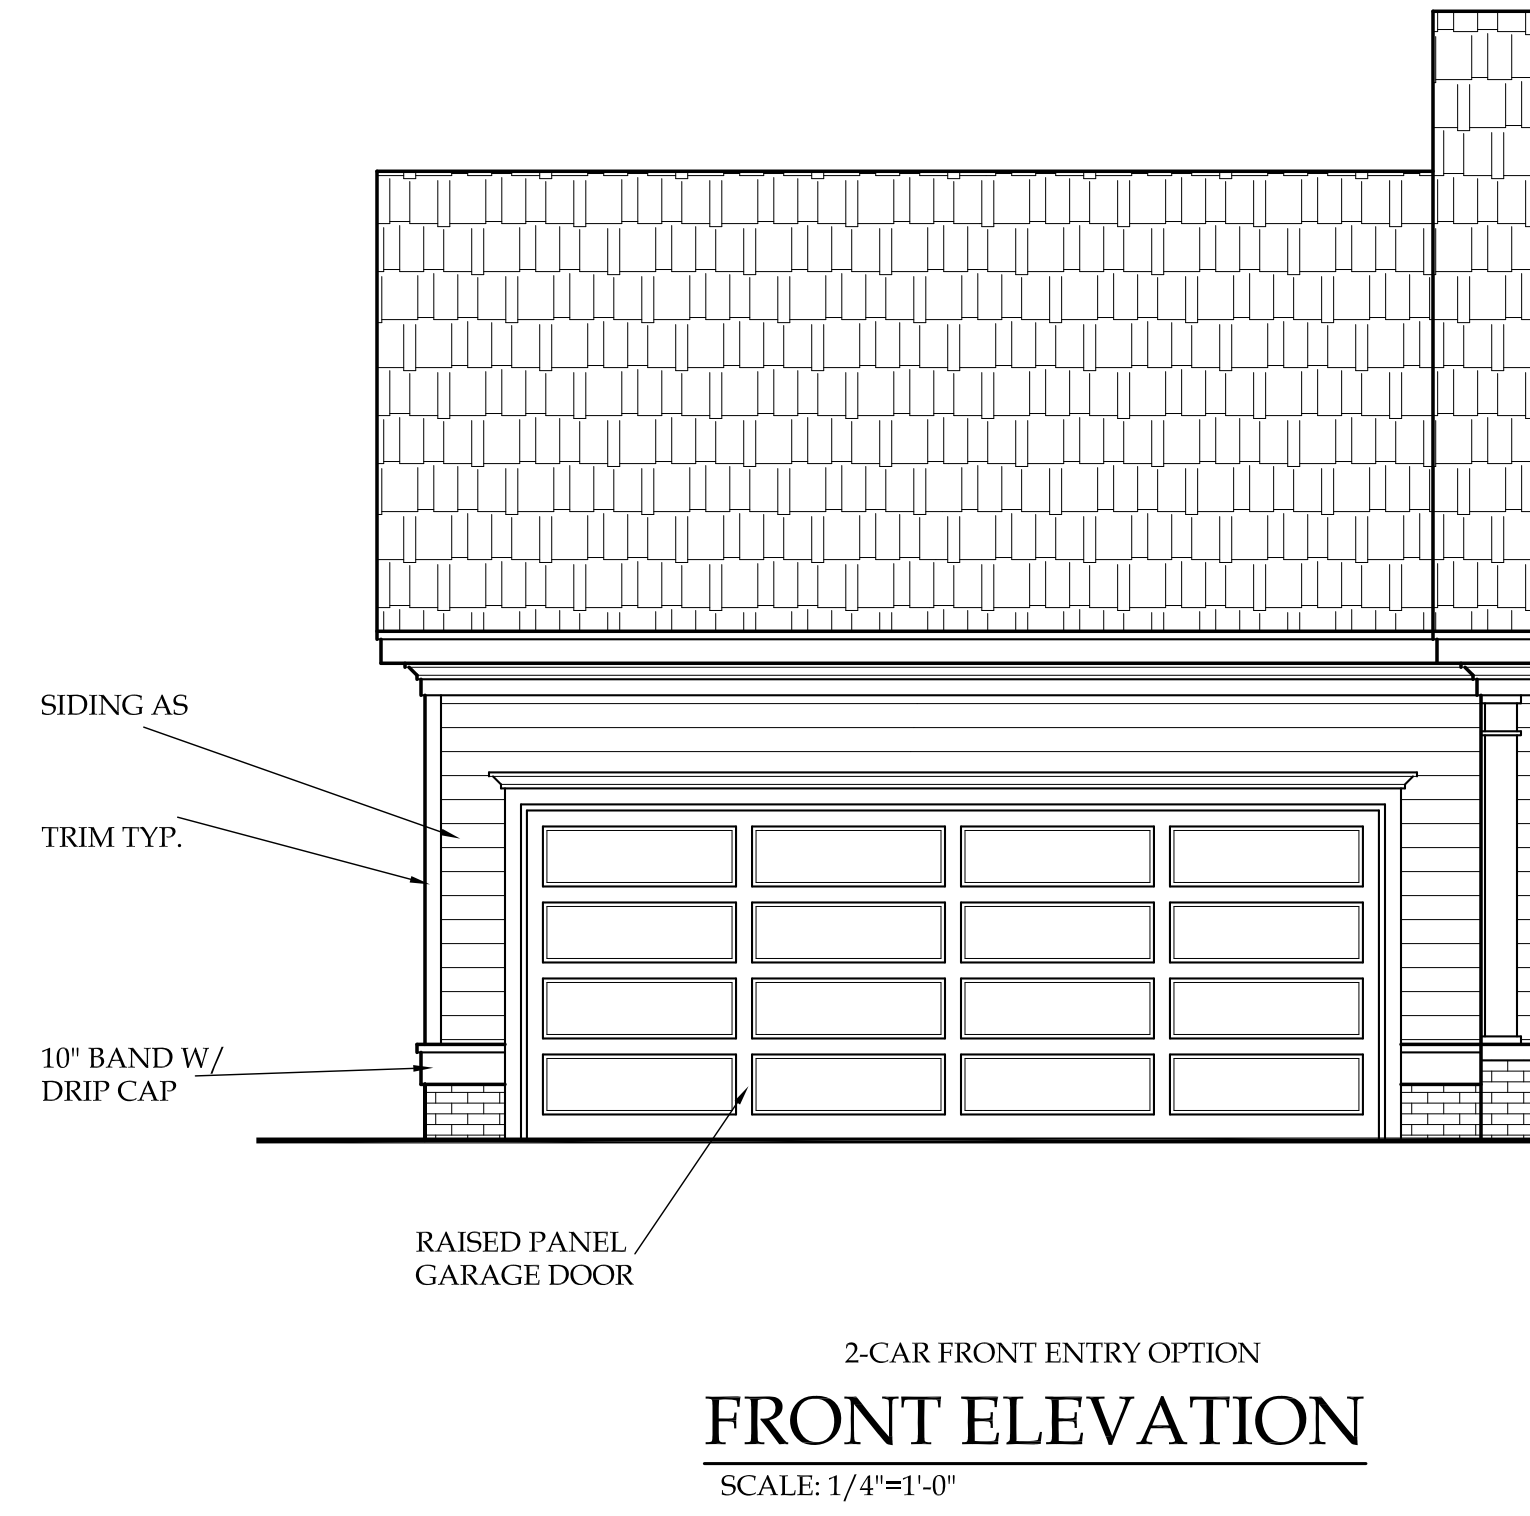 SIDING AS
TRIM TYP.
10" BAND W/
DRIP CAP
RAISED PANEL
GARAGE DOOR
2-CAR FRONT ENTRY OPTION
FRONT ELEVATION
SCALE: 1/4"=1'-0"